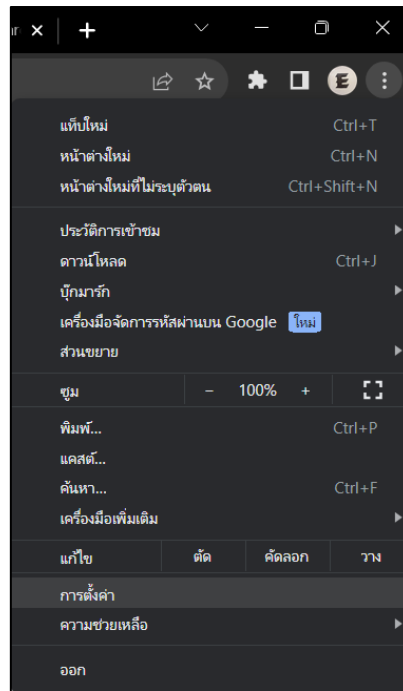 แท็บใหม่ Ctrl+T
หน้าต่างใหม่ Ctrl+N
หน้าต่างใหม่ที่ไม่ระบุตัวตน Ctrl+Shift+N
ประวัติการเข้าชม
ดาวน์โหลด Ctrl+J
บุ๊กมาร์ก
เครื่องมือจัดการรหัสผ่านบน Google ใหม่
ส่วนขยาย
ซูม – 100% +
พิมพ์... Ctrl+P
แคสต์...
ค้นหา... Ctrl+F
เครื่องมือเพิ่มเติม
แก้ไข ตัด คัดลอก วาง
การตั้งค่า
ความช่วยเหลือ
ออก